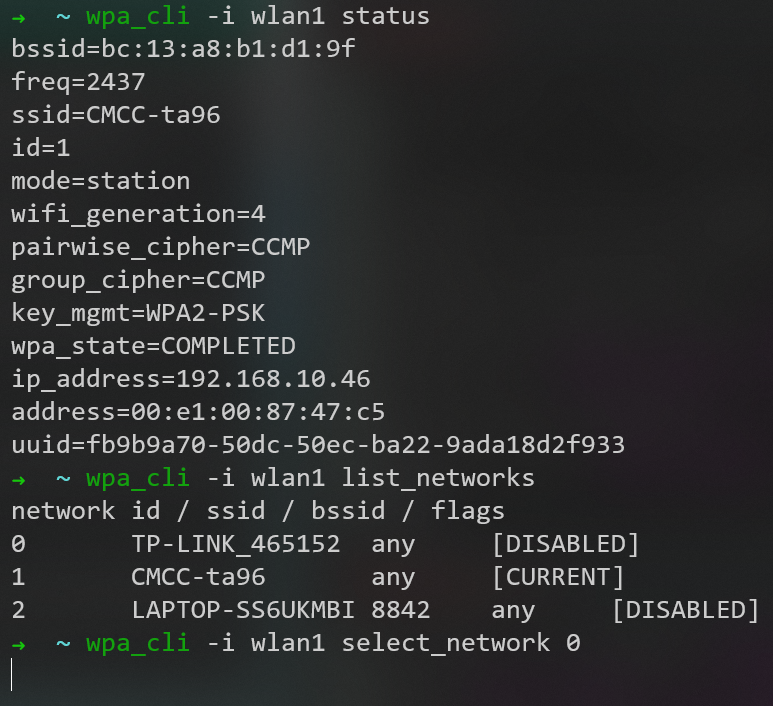 →  ~ wpa_cli -i wlan1 status
bssid=bc:13:a8:b1:d1:9f
freq=2437
ssid=CMCC-ta96
id=1
mode=station
wifi_generation=4
pairwise_cipher=CCMP
group_cipher=CCMP
key_mgmt=WPA2-PSK
wpa_state=COMPLETED
ip_address=192.168.10.46
address=00:e1:00:87:47:c5
uuid=fb9b9a70-50dc-50ec-ba22-9ada18d2f933
→  ~ wpa_cli -i wlan1 list_networks
network id / ssid / bssid / flags
0       TP-LINK_465152  any     [DISABLED]
1       CMCC-ta96       any     [CURRENT]
2       LAPTOP-SS6UKMBI 8842    any     [DISABLED]
→  ~ wpa_cli -i wlan1 select_network 0